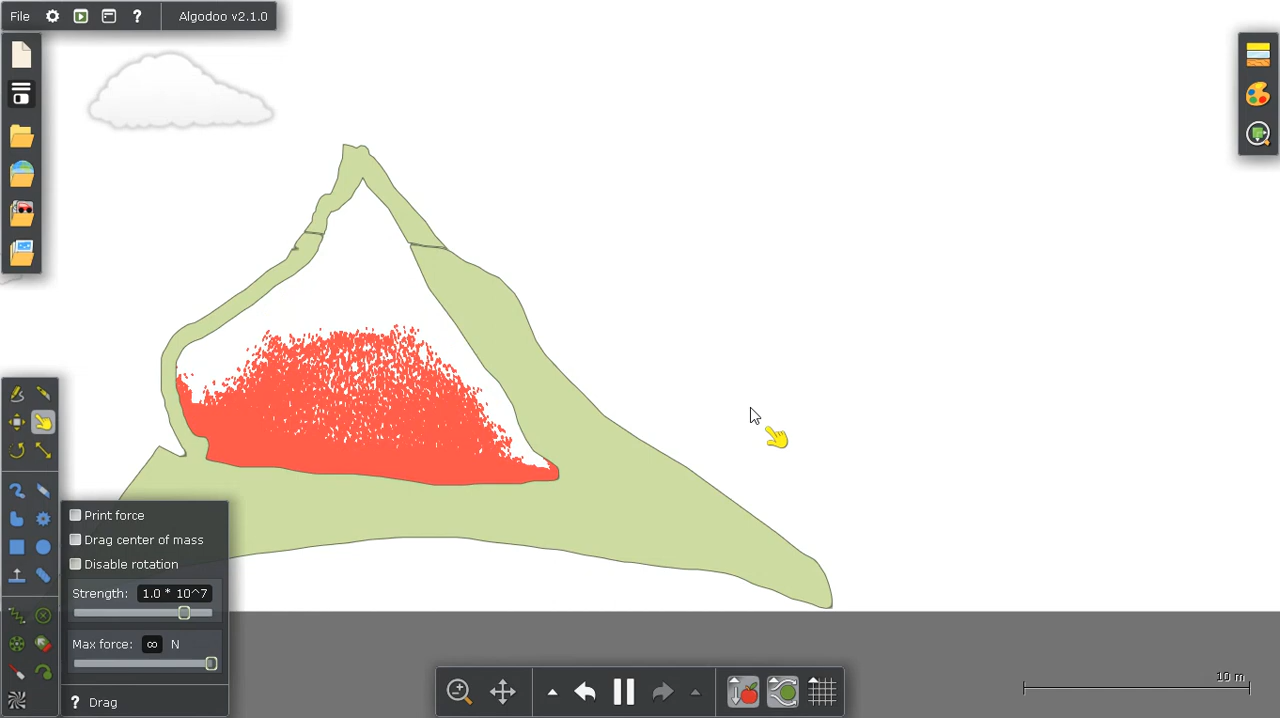 File ? Algodoo v2.1.0
Print force
Drag center of mass
Disable rotation
Strength: 1.0 * 10^7
Max force: ∞ N
? Drag
10 m